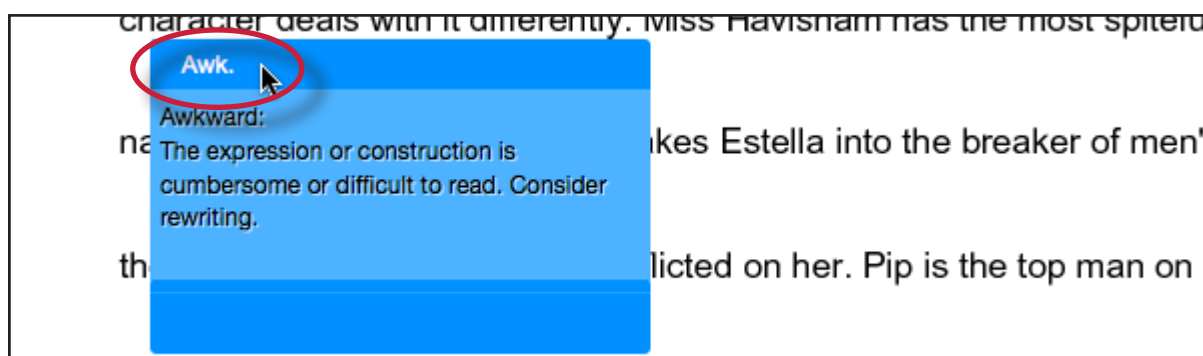 character deals with it differently. Miss Havisham has the most spiteful
Awk.
Awkward:
na kes Estella into the breaker of men'
The expression or construction is
cumbersome or difficult to read. Consider
rewriting.
th licted on her. Pip is the top man on